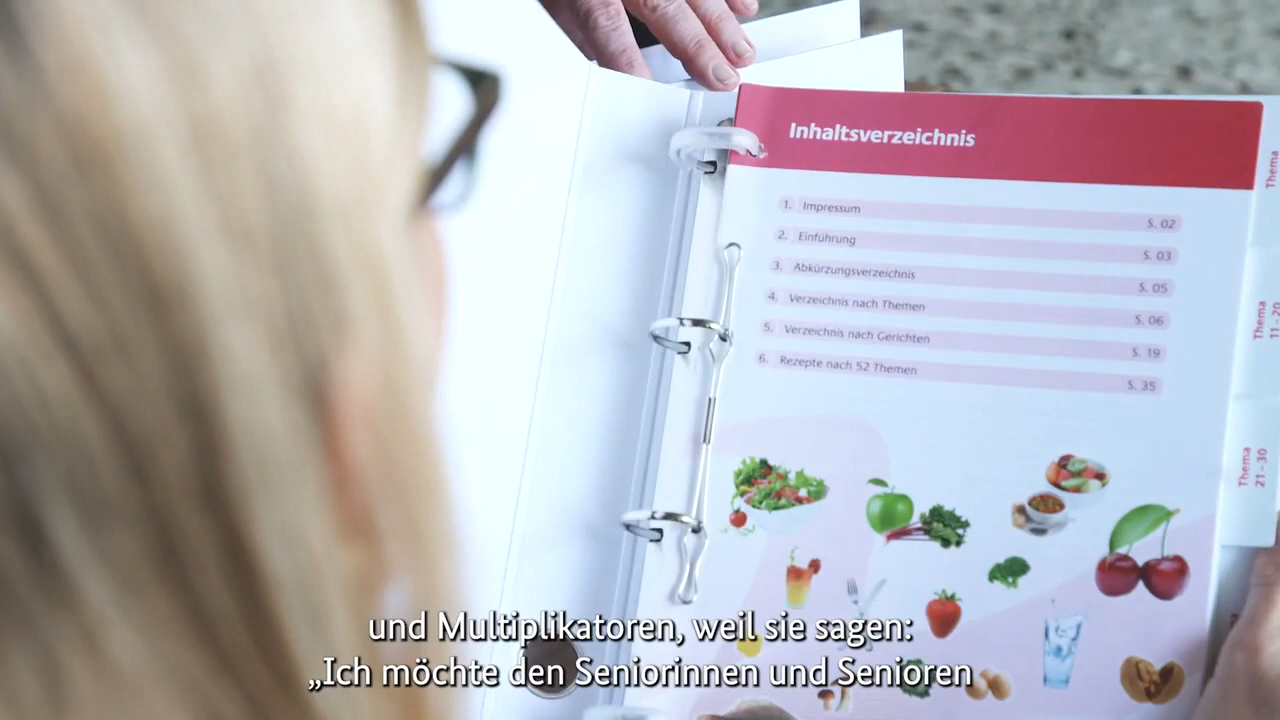 Inhaltsverzeichnis
1. Impressum S. 02
2. Einführung S. 03
3. Abkürzungsverzeichnis S. 05
4. Verzeichnis nach Themen S. 06
5. Verzeichnis nach Gerichten S. 19
6. Rezepte nach 52 Themen S. 35
Thema
Thema
11-20
Thema
21-30
und Multiplikatoren, weil sie sagen:
„Ich möchte den Seniorinnen und Senioren